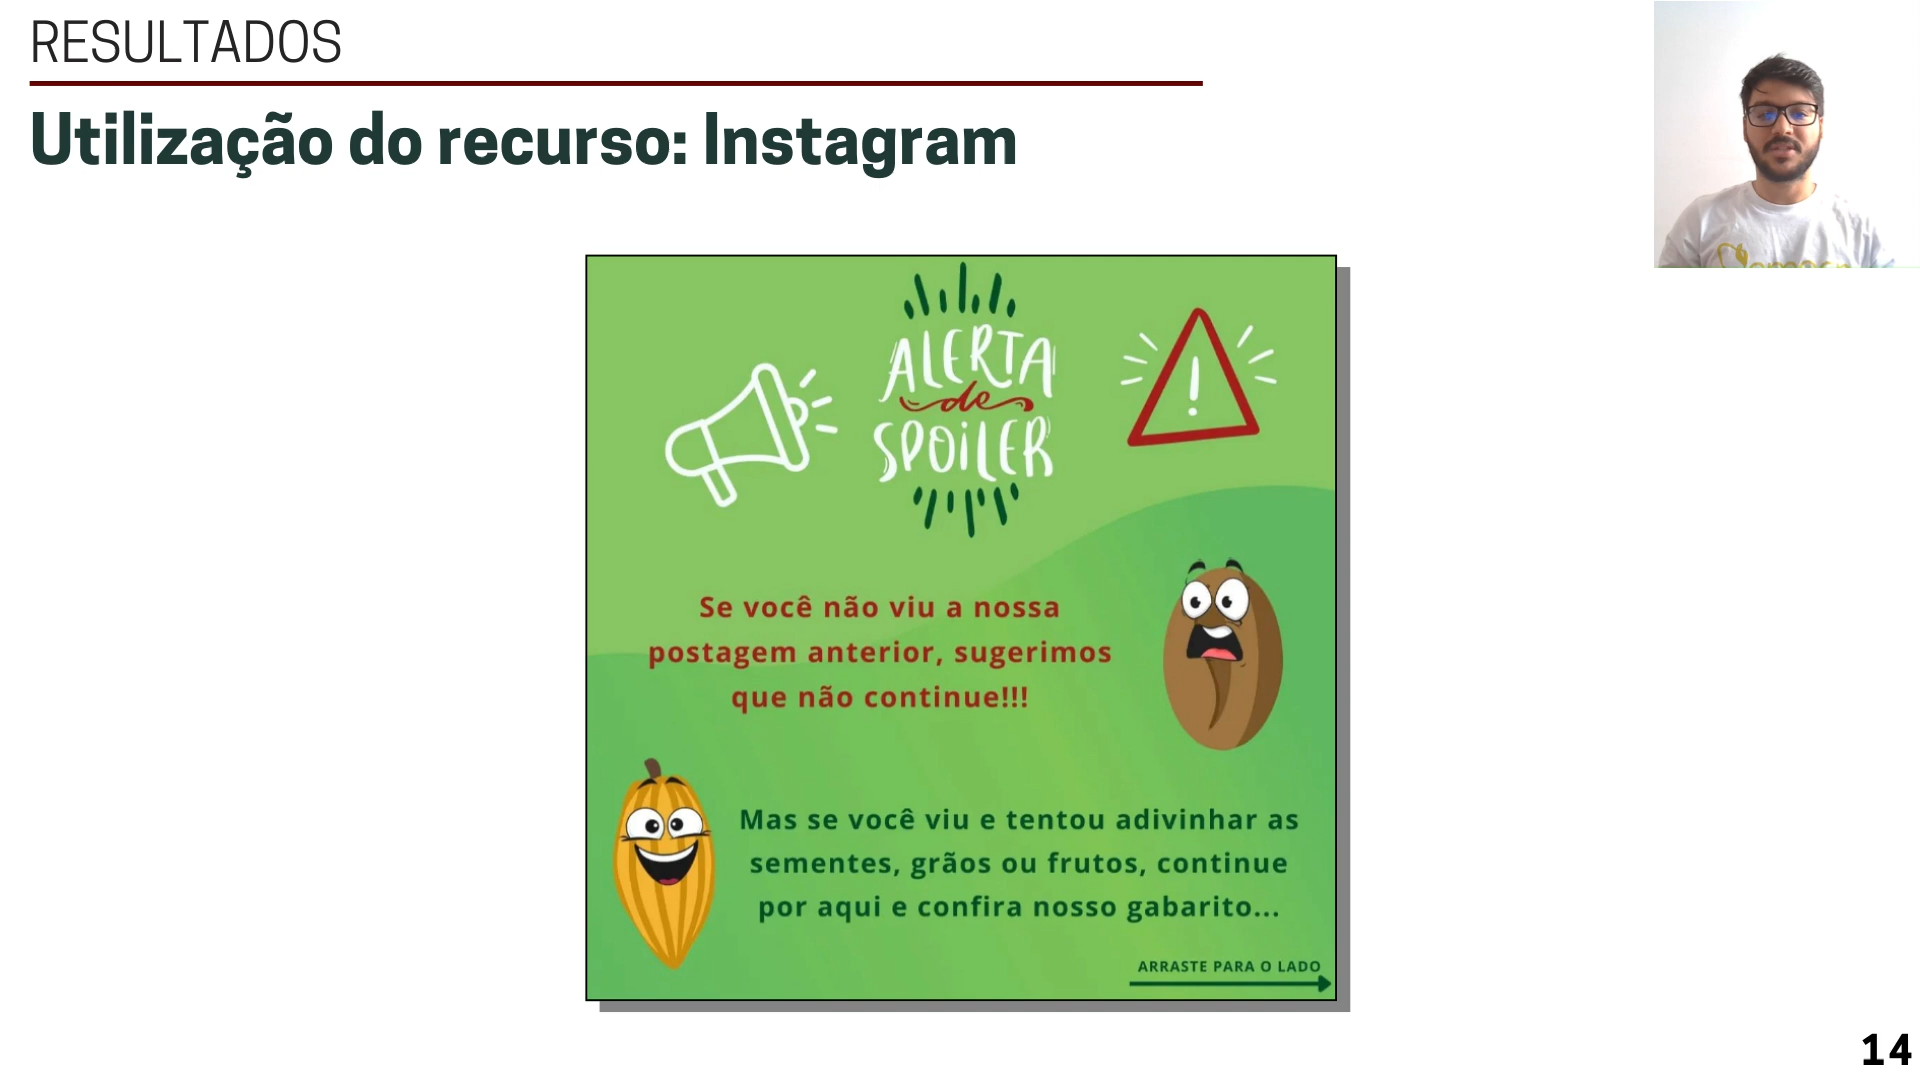 RESULTADOS
Utilização do recurso: Instagram
ALERTA
de
SPOILER
Se você não viu a nossa
postagem anterior, sugerimos
que não continue!!!
Mas se você viu e tentou adivinhar as
sementes, grãos ou frutos, continue
por aqui e confira nosso gabarito...
ARRASTE PARA O LADO
14